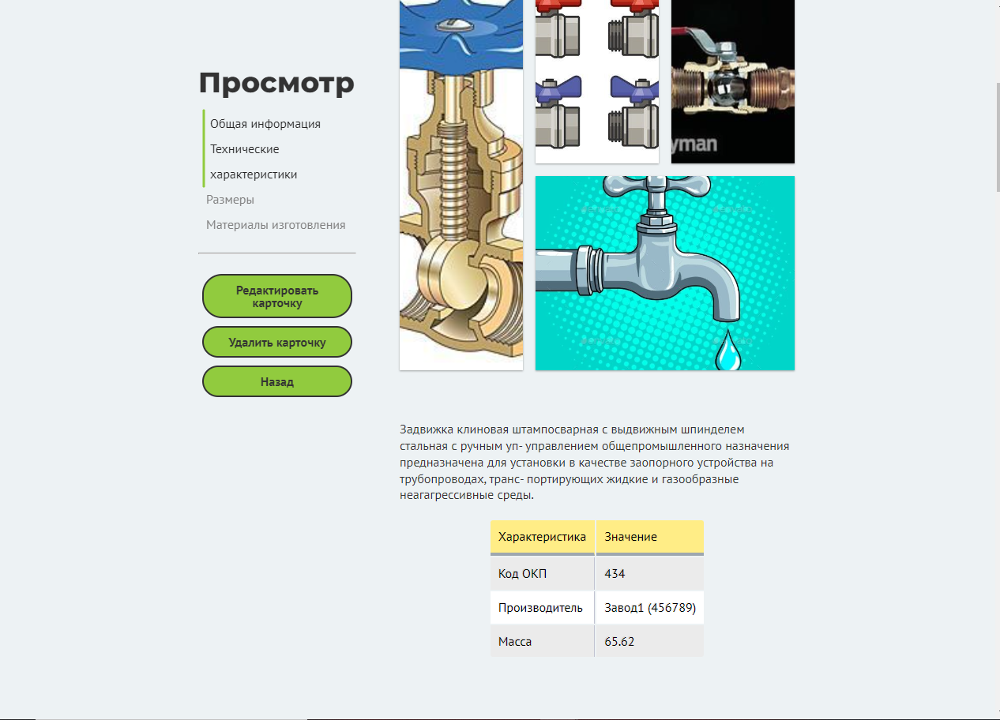 Просмотр
Общая информация
Технические
характеристики
Размеры
Материалы изготовления
Редактировать
карточку
Удалить карточку
Назад
yman
Задвижка клиновая штампосварная с выдвижным шпинделем
стальная с ручным уп- управлением общепромышленного назначения
предназначена для установки в качестве заопорного устройства на
трубопроводах, транс- портирующих жидкие и газообразные
неагагрессивные среды.
Характеристика Значение
Код ОКП 434
Производитель Завод1 (456789)
Масса 65.62